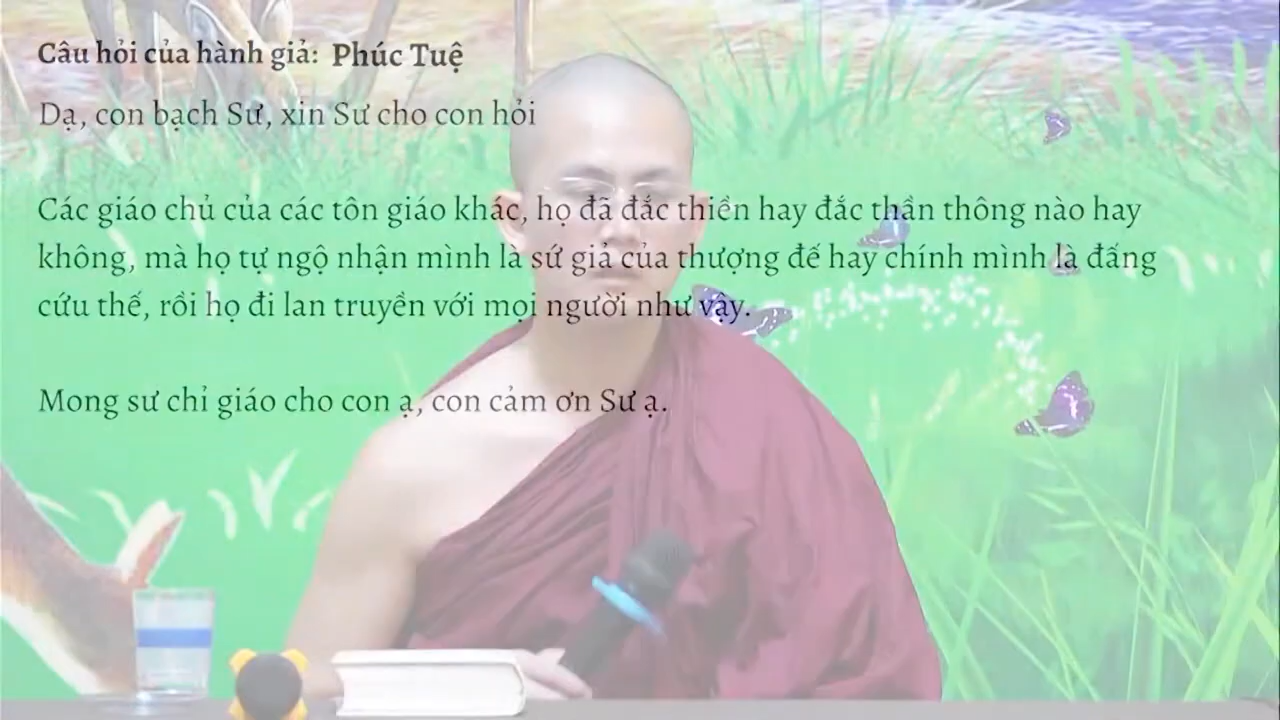 Câu hỏi của hành giả: Phúc Tuệ
Dạ, con bạch Sư, xin Sư cho con hỏi
Các giáo chủ của các tôn giáo khác, họ đã đắc thiền hay đắc thần thông nào hay
không, mà họ tự ngộ nhận mình là sứ giả của thượng đế hay chính mình là đấng
cứu thế, rồi họ đi lan truyền với mọi người như vậy.
Mong sư chỉ giáo cho con ạ, con cảm ơn Sư ạ.